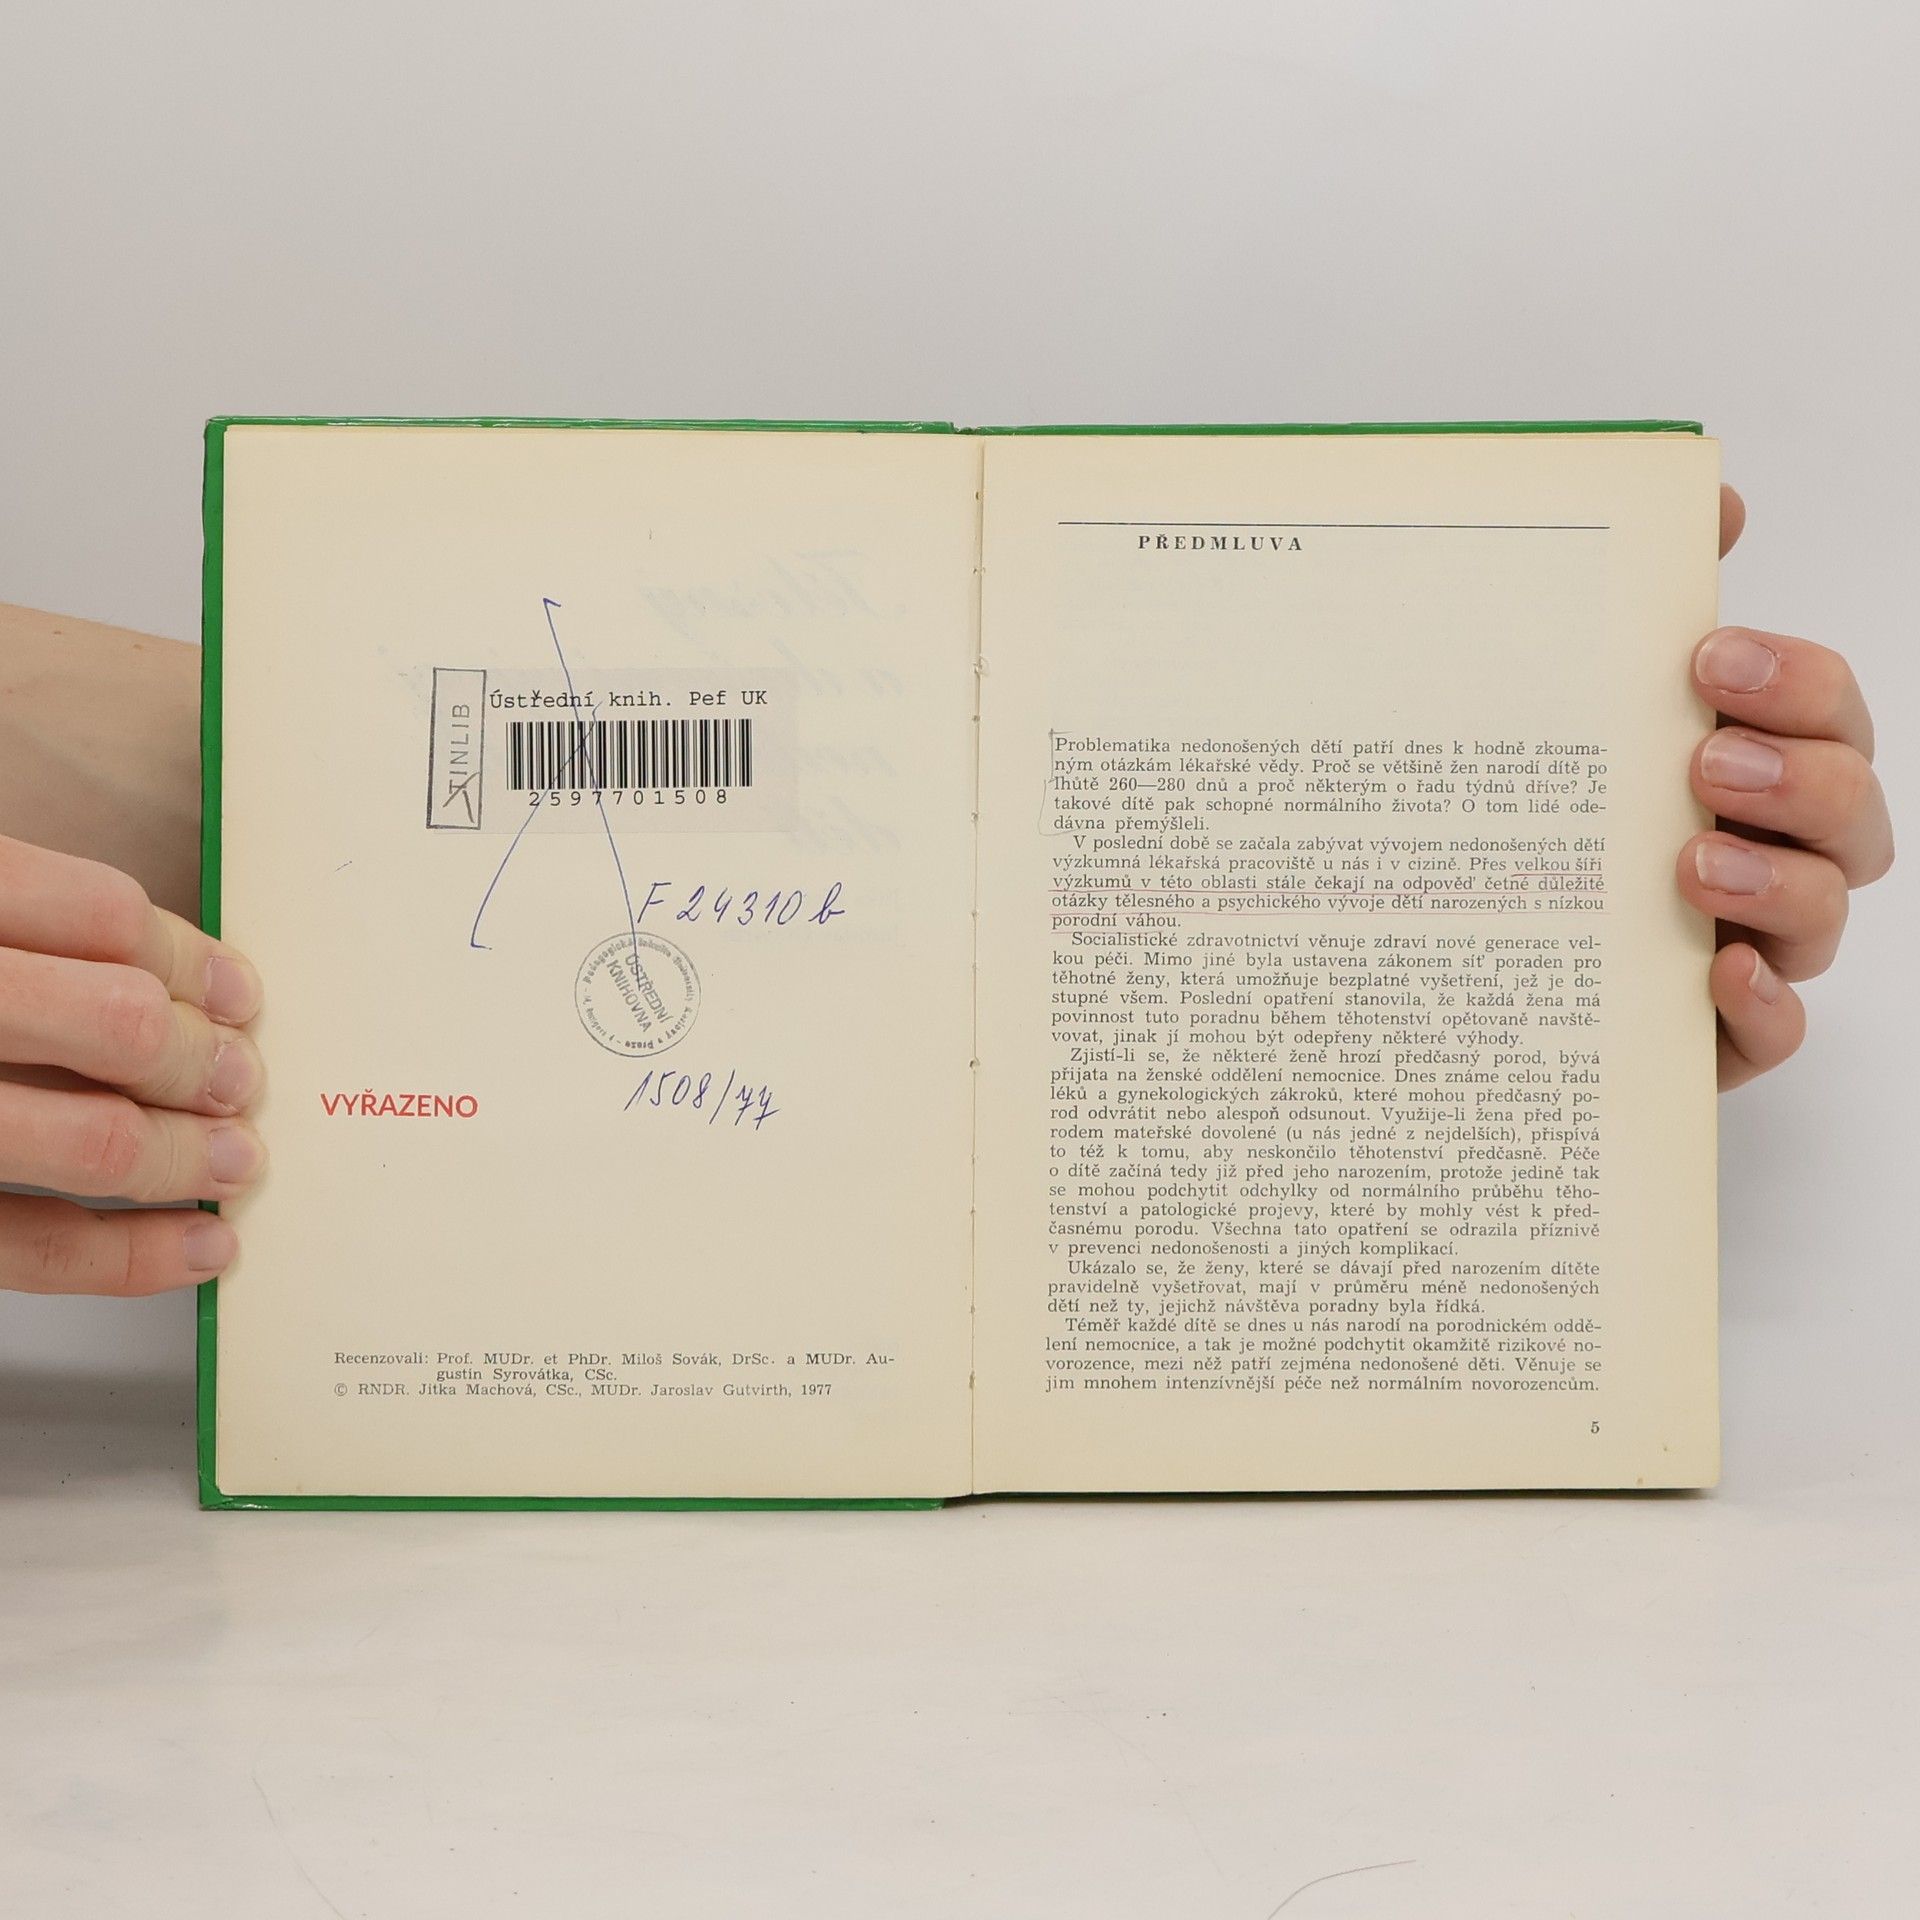 TINLIB
Ústřední knih. Pef UK
2597701508
F 24310 b
ÚSTŘEDNÍ
KNIHOVNA
1508/77
VYŘAZENO
Recenzovali: Prof. MUDr. et PhDr. Miloš Sovák, DrSc. a MUDr. Au-
gustin Syrovátka, CSc.
© RNDR. Jitka Machová, CSc., MUDr. Jaroslav Gutvirth, 1977
PŘEDMLUVA
Problematika nedonošených dětí patří dnes k hodně zkouma-
ným otázkám lékařské vědy. Proč se většině žen narodí dítě po
lhůtě 260—280 dnů a proč některým o řadu týdnů dříve? Je
takové dítě pak schopné normálního života? O tom lidé ode-
dávna přemýšleli.
V poslední době se začala zabývat vývojem nedonošených dětí
výzkumná lékařská pracoviště u nás i v cizině. Přes velkou šíři
výzkumů v této oblasti stále čekají na odpověď četné důležité
otázky tělesného a psychického vývoje dětí narozených s nízkou
porodní váhou.
Socialistické zdravotnictví věnuje zdraví nové generace vel-
kou péči. Mimo jiné byla ustavena zákonem síť poraden pro
těhotné ženy, která umožňuje bezplatné vyšetření, jež je do-
stupné všem. Poslední opatření stanovila, že každá žena má
povinnost tuto poradnu během těhotenství opětovaně navště-
vovat, jinak jí mohou být odepřeny některé výhody.
Zjistí-li se, že některé ženě hrozí předčasný porod, bývá
přijata na ženské oddělení nemocnice. Dnes známe celou řadu
léků a gynekologických zákroků, které mohou předčasný po-
rod odvrátit nebo alespoň odsunout. Využije-li žena před po-
rodem mateřské dovolené (u nás jedné z nejdelších), přispívá
to též k tomu, aby neskončilo těhotenství předčasně. Péče
o dítě začíná tedy již před jeho narozením, protože jedině tak
se mohou podchytit odchylky od normálního průběhu těho-
tenství a patologické projevy, které by mohly vést k před-
časnému porodu. Všechna tato opatření se odrazila příznivě
v prevenci nedonošenosti a jiných komplikací.
Ukázalo se, že ženy, které se dávají před narozením dítěte
pravidelně vyšetřovat, mají v průměru méně nedonošených
dětí než ty, jejichž návštěva poradny byla řídká.
Téměř každé dítě se dnes u nás narodí na porodnickém oddě-
lení nemocnice, a tak je možné podchytit okamžitě rizikové no-
vorozence, mezi něž patří zejména nedonošené děti. Věnuje se
jim mnohem intenzívnější péče než normálním novorozencům.
5